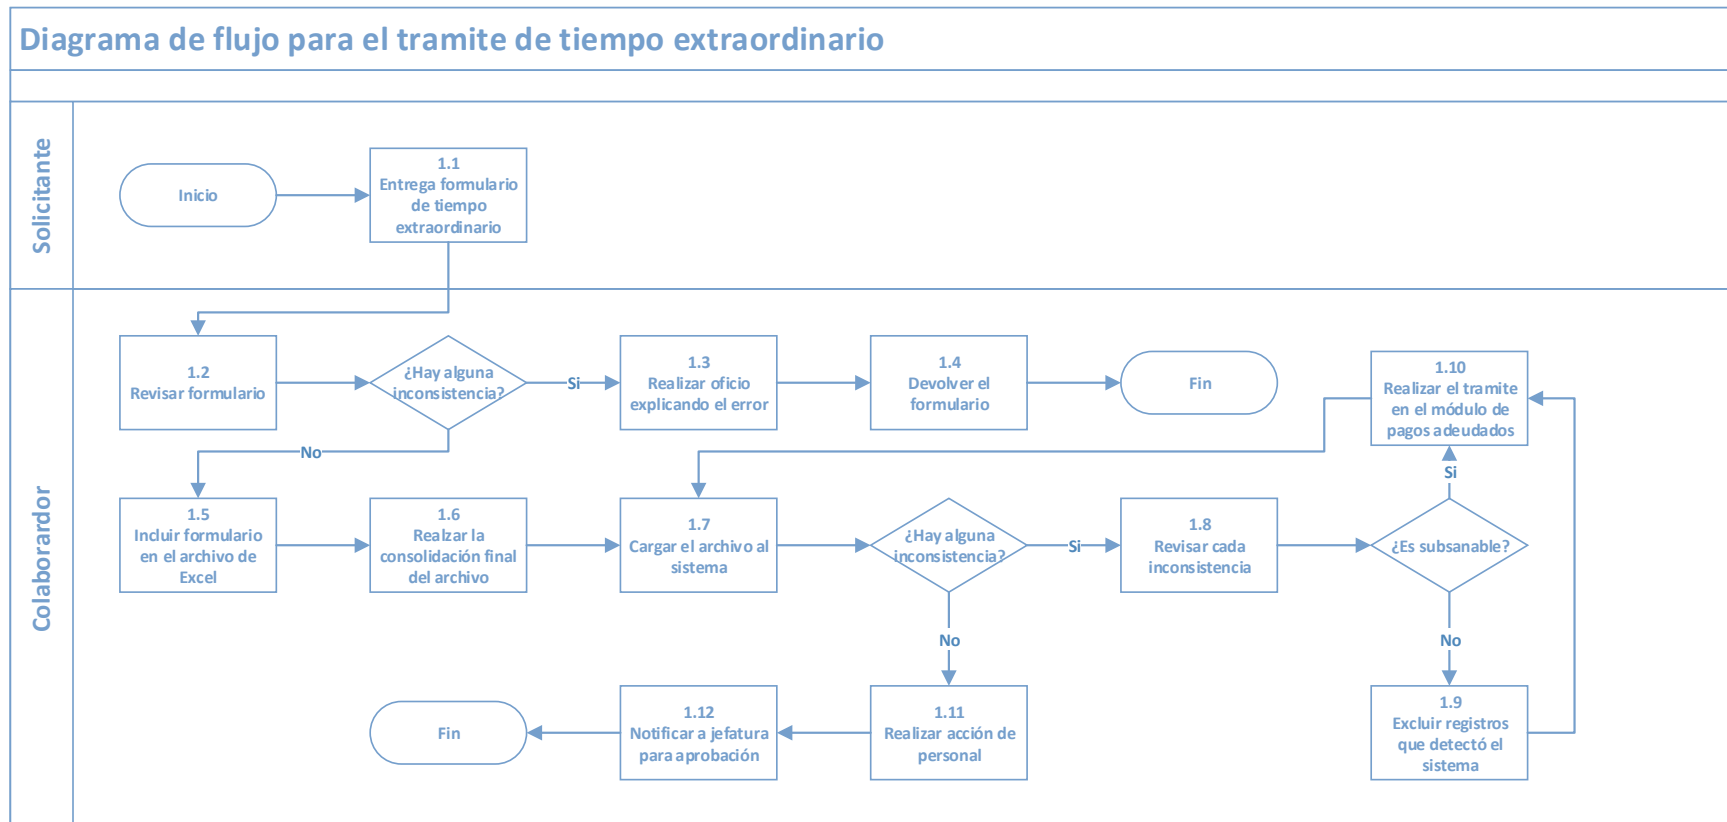 Diagrama de flujo para el tramite de tiempo extraordinario
Solicitante
Inicio
1.1
Entrega formulario
de tiempo
extraordinario
Colaborardor
1.2
Revisar formulario
¿Hay alguna
inconsistencia?
Si
1.3
Realizar oficio
explicando el error
1.4
Devolver el
formulario
Fin
1.10
Realizar el tramite
en el módulo de
pagos adeudados
No
Si
1.5
Incluir formulario
en el archivo de
Excel
1.6
Realzar la
consolidación final
del archivo
1.7
Cargar el archivo al
sistema
¿Hay alguna
inconsistencia?
Si
1.8
Revisar cada
inconsistencia
¿Es subsanable?
No
No
Fin
1.12
Notificar a jefatura
para aprobación
1.11
Realizar acción de
personal
1.9
Excluir registros
que detectó el
sistema